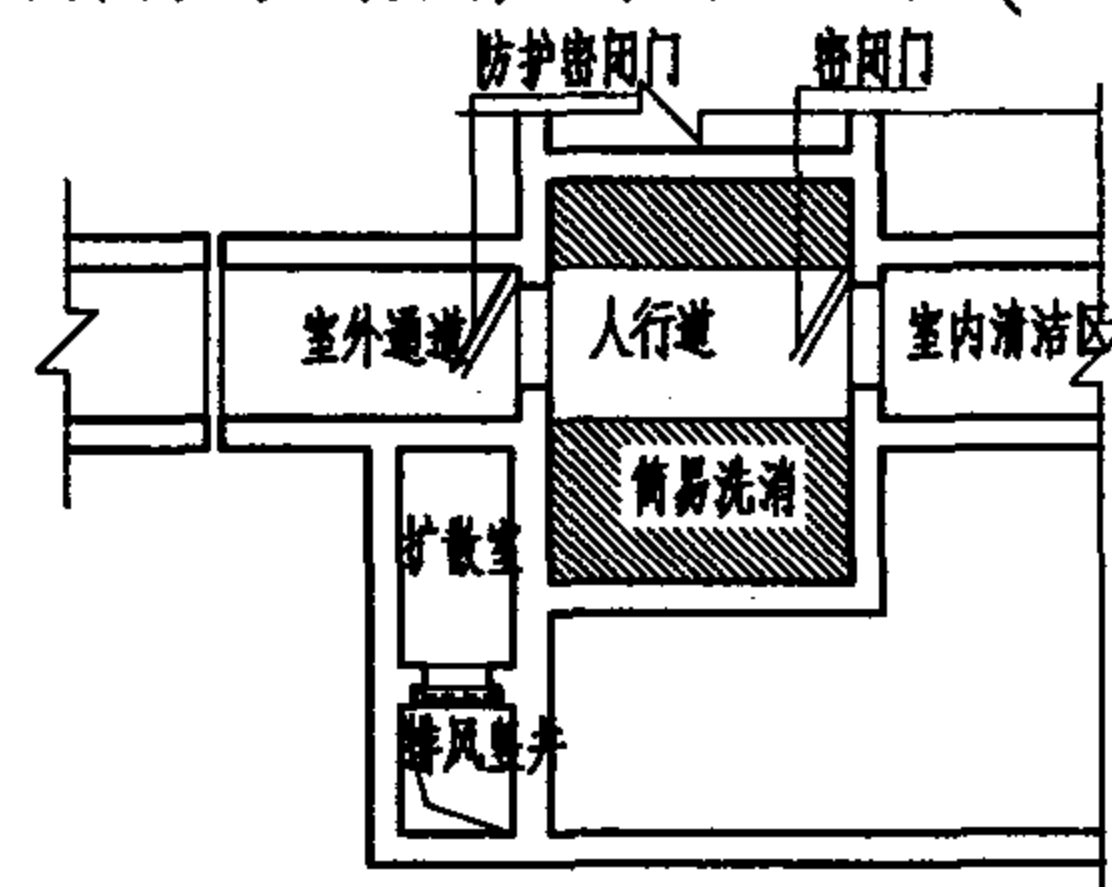 防护密闭门
密闭门
室外通道
人行道
室内清洁区
简易洗消
扩散室
排风竖井